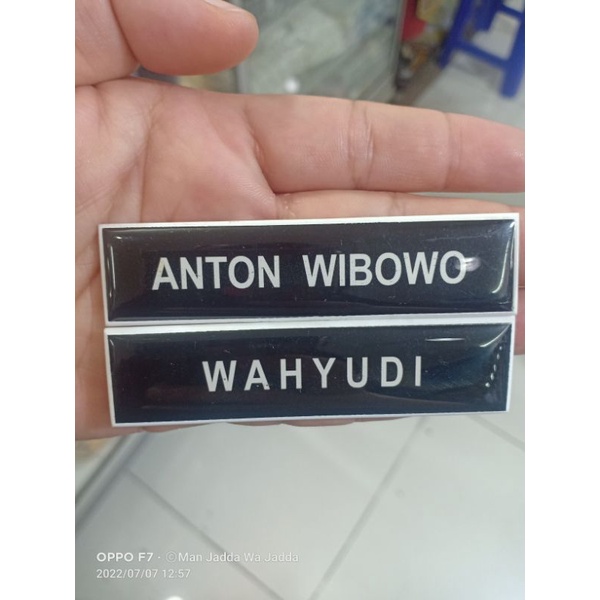 ANTON WIBOWO
WAHYUDI
OPPO F7 · ©Man Jadda Wa Jadda
2022/07/07 12:57